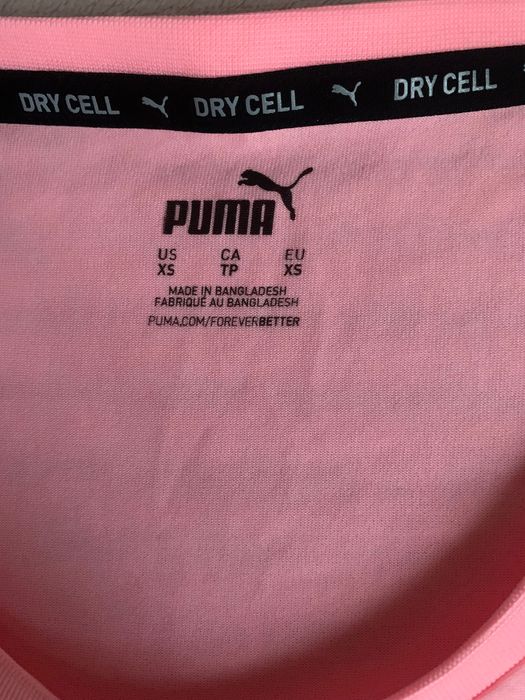 DRY CELL DRY CELL DRY CELL
PUMA
US CA EU
XS TP XS
MADE IN BANGLADESH
FABRIQUÉ AU BANGLADESH
PUMA.COM/FOREVERBETTER